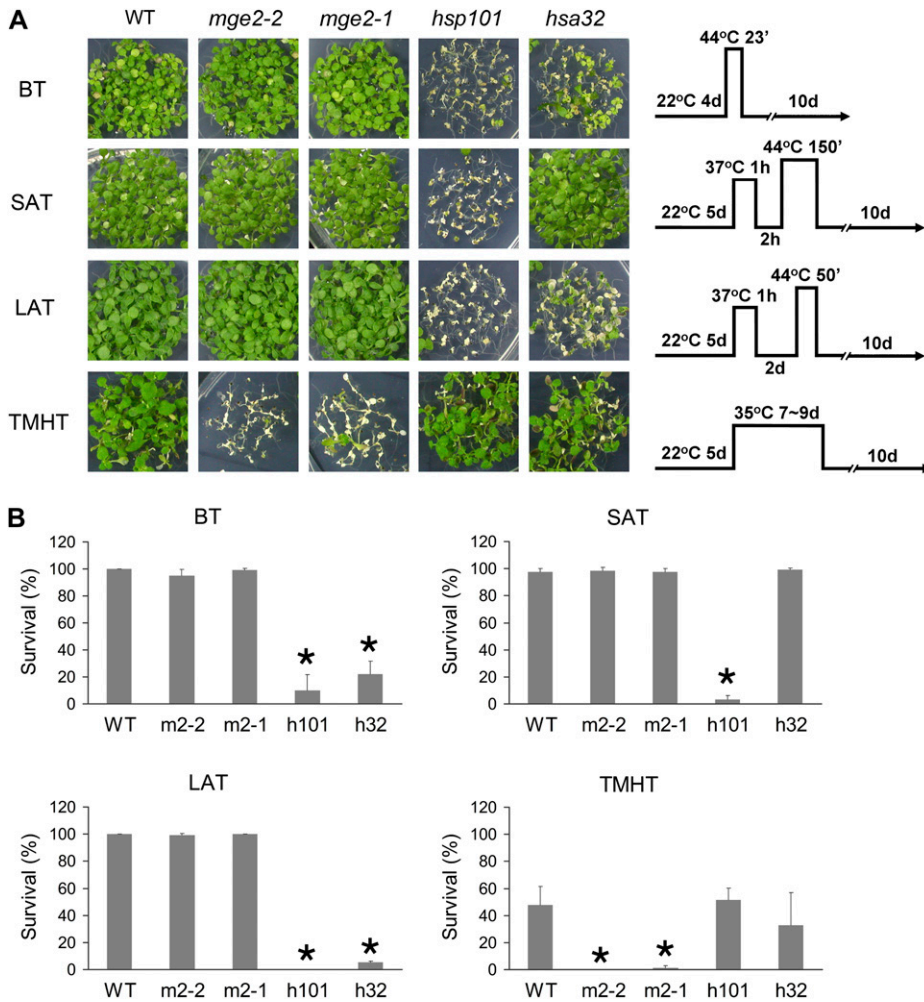 A
WT mge2-2 mge2-1 hsp101 hsa32
BT
44°C 23'
22°C 4d
10d
SAT
44°C 150'
37°C 1h
22°C 5d
2h
10d
LAT
44°C 50'
37°C 1h
22°C 5d
2d
10d
TMHT
35°C 7~9d
22°C 5d
10d
B
BT
Survival (%)
120
100
80
60
40
20
0
* *
WT m2-2 m2-1 h101 h32
SAT
Survival (%)
120
100
80
60
40
20
0
*
WT m2-2 m2-1 h101 h32
LAT
Survival (%)
120
100
80
60
40
20
0
* *
WT m2-2 m2-1 h101 h32
TMHT
Survival (%)
120
100
80
60
40
20
0
* *
WT m2-2 m2-1 h101 h32